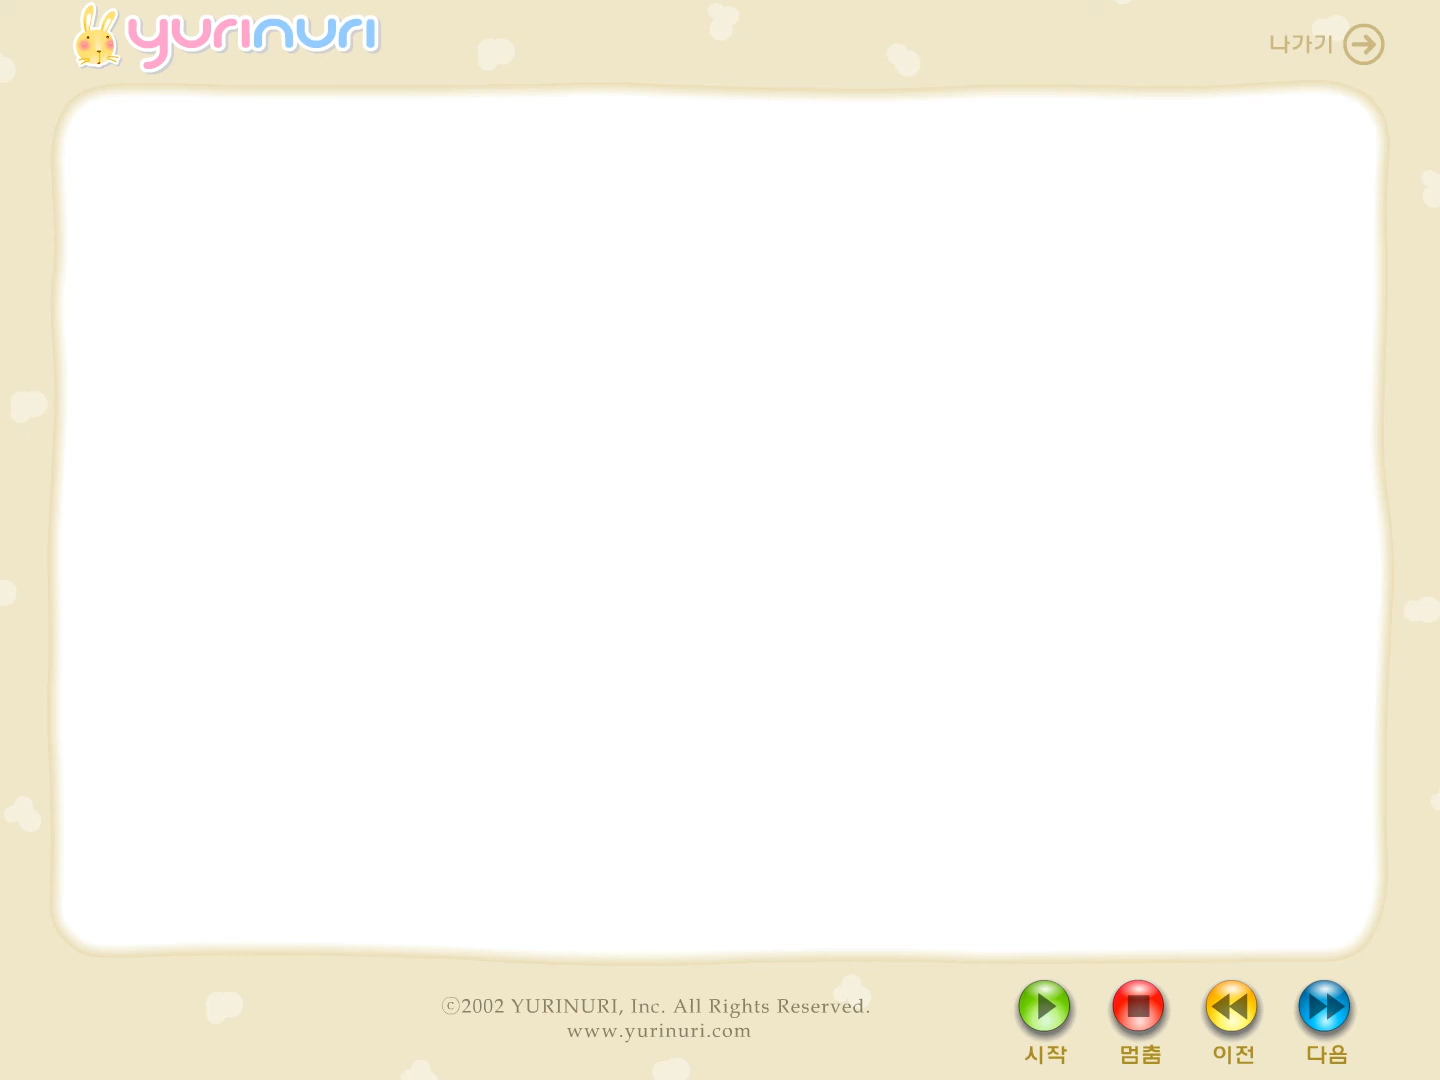 yurinuri
나가기
ⓒ2002 YURINURI, Inc. All Rights Reserved.
www.yurinuri.com
시작 멈춤 이전 다음